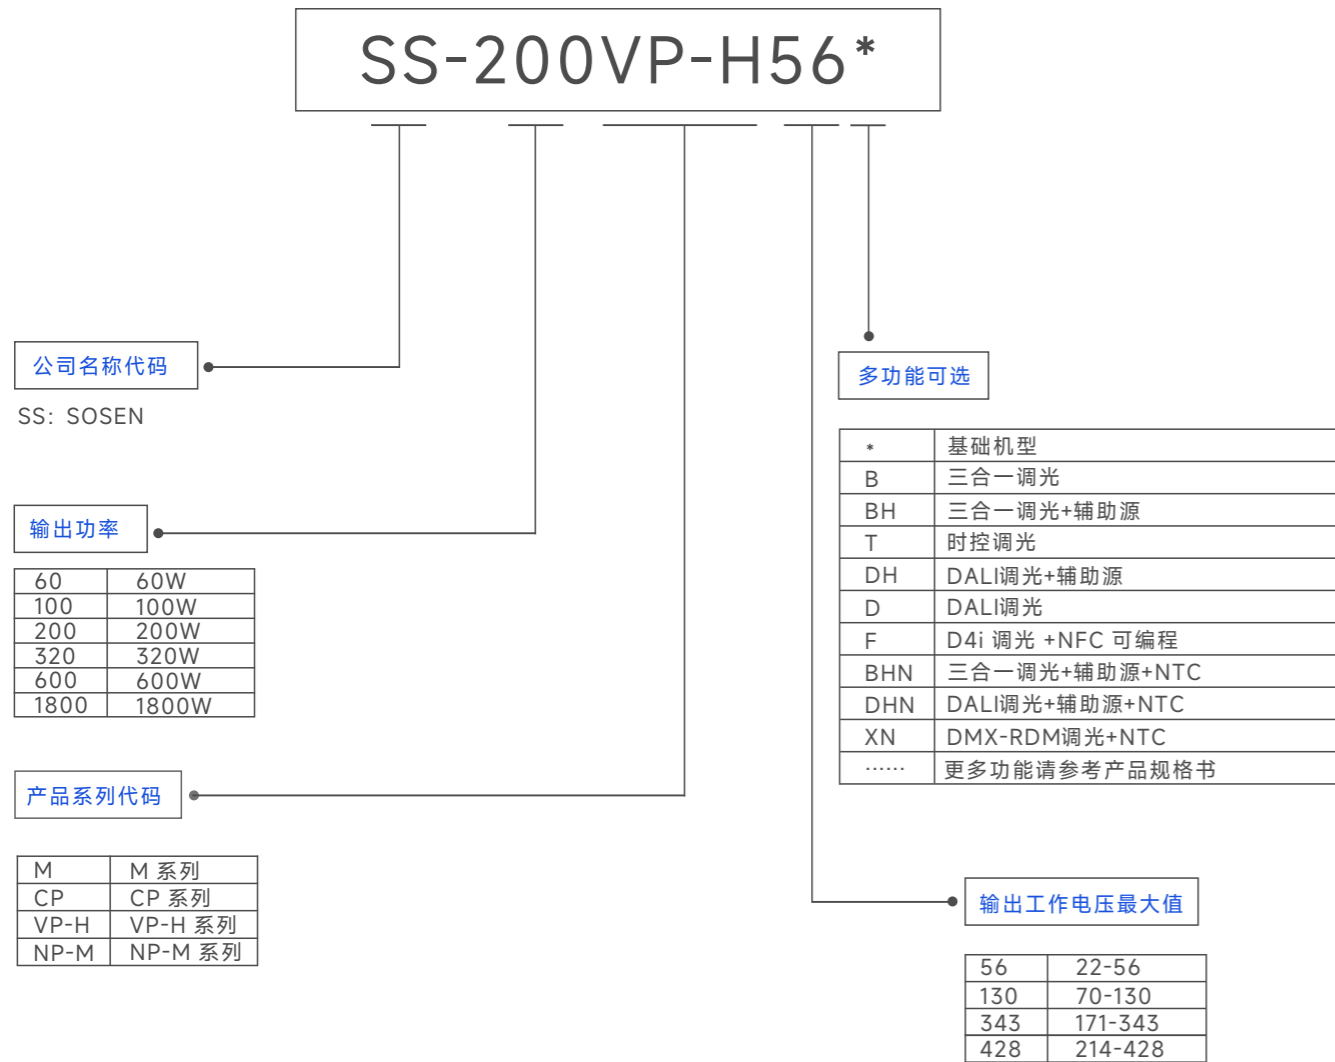 SS-200VP-H56*
公司名称代码
SS: SOSEN
输出功率
60 60W
100 100W
200 200W
320 320W
600 600W
1800 1800W
产品系列代码
M M 系列
CP CP 系列
VP-H VP-H 系列
NP-M NP-M 系列
多功能可选
* 基础机型
B 三合一调光
BH 三合一调光+辅助源
T 时控调光
DH DALI调光+辅助源
D DALI调光
F D4i 调光 +NFC 可编程
BHN 三合一调光+辅助源+NTC
DHN DALI调光+辅助源+NTC
XN DMX-RDM调光+NTC
…… 更多功能请参考产品规格书
输出工作电压最大值
56 22-56
130 70-130
343 171-343
428 214-428